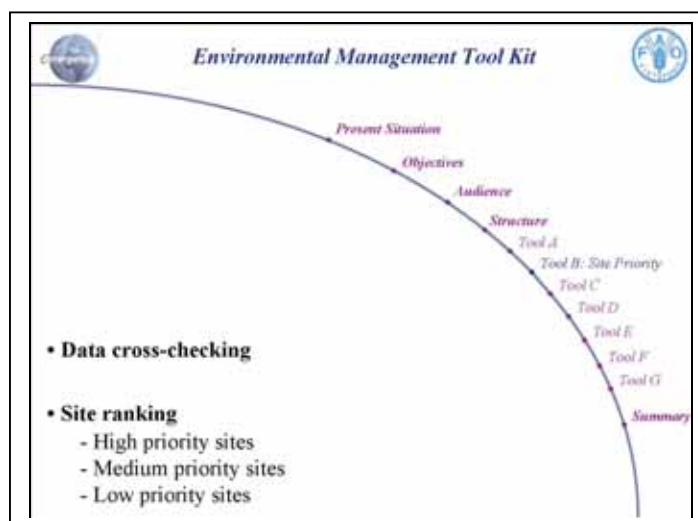 Environmental Management Tool Kit
Present Situation
Objectives
Audience
Structure
Tool A
Tool B: Site Priority
Tool C
Tool D
Tool E
Tool F
Tool G
Summary
• Data cross-checking
• Site ranking
- High priority sites
- Medium priority sites
- Low priority sites